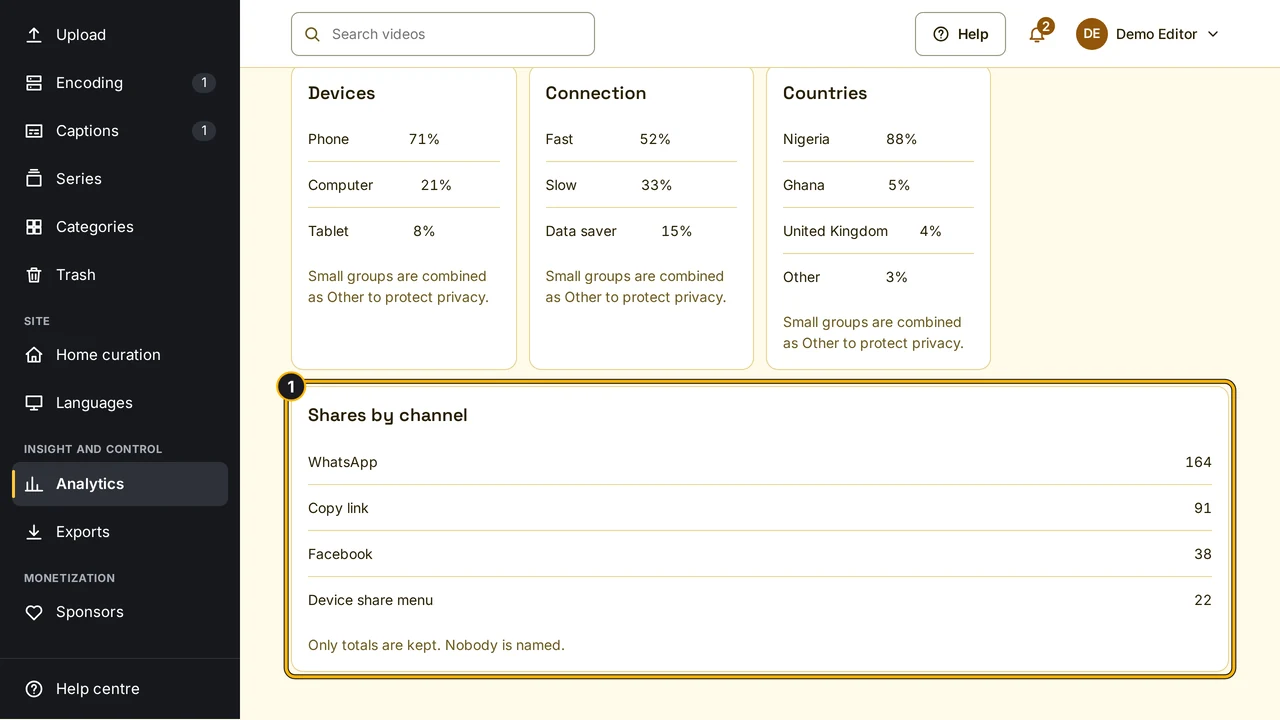 Upload
Encoding 1
Captions 1
Series
Categories
Trash
SITE
Home curation
Languages
INSIGHT AND CONTROL
Analytics
Exports
MONETIZATION
Sponsors
Help centre
Search videos
Help
2
DE Demo Editor
Devices
Phone 71%
Computer 21%
Tablet 8%
Small groups are combined
as Other to protect privacy.
Connection
Fast 52%
Slow 33%
Data saver 15%
Small groups are combined
as Other to protect privacy.
Countries
Nigeria 88%
Ghana 5%
United Kingdom 4%
Other 3%
Small groups are combined
as Other to protect privacy.
1
Shares by channel
WhatsApp 164
Copy link 91
Facebook 38
Device share menu 22
Only totals are kept. Nobody is named.